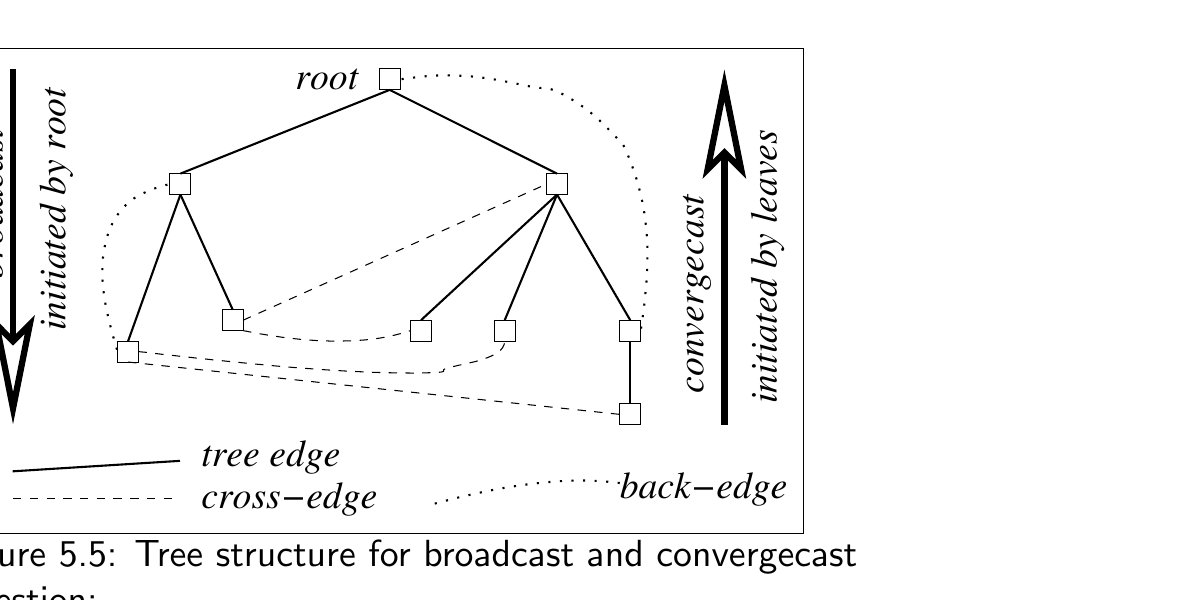 root
initiated by root
convergecast
initiated by leaves
tree edge
cross–edge
back–edge
ure 5.5: Tree structure for broadcast and convergecast